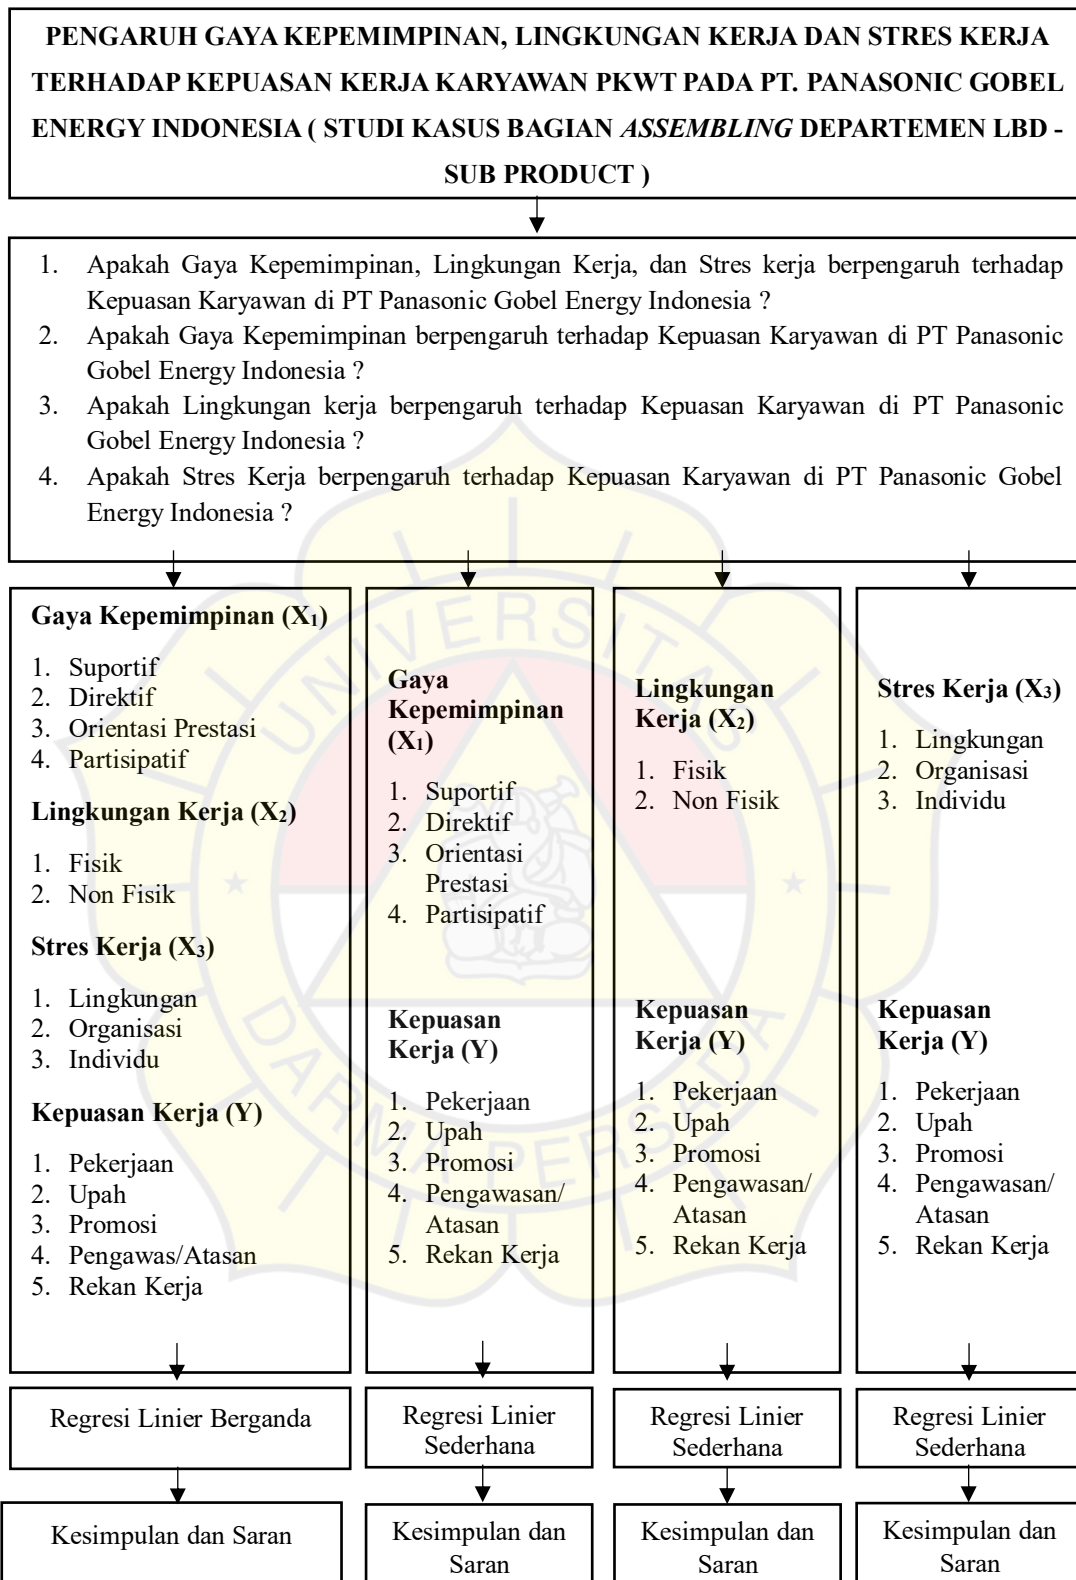 PENGARUH GAYA KEPEMIMPINAN, LINGKUNGAN KERJA DAN STRES KERJA
TERHADAP KEPUASAN KERJA KARYAWAN PKWT PADA PT. PANASONIC GOBEL
ENERGY INDONESIA ( STUDI KASUS BAGIAN ASSEMBLING DEPARTEMEN LBD -
SUB PRODUCT )
1. Apakah Gaya Kepemimpinan, Lingkungan Kerja, dan Stres kerja berpengaruh terhadap
Kepuasan Karyawan di PT Panasonic Gobel Energy Indonesia ?
2. Apakah Gaya Kepemimpinan berpengaruh terhadap Kepuasan Karyawan di PT Panasonic
Gobel Energy Indonesia ?
3. Apakah Lingkungan kerja berpengaruh terhadap Kepuasan Karyawan di PT Panasonic
Gobel Energy Indonesia ?
4. Apakah Stres Kerja berpengaruh terhadap Kepuasan Karyawan di PT Panasonic Gobel
Energy Indonesia ?
Gaya Kepemimpinan (X₁)
1. Suportif
2. Direktif
3. Orientasi Prestasi
4. Partisipatif
Lingkungan Kerja (X₂)
1. Fisik
2. Non Fisik
Stres Kerja (X₃)
1. Lingkungan
2. Organisasi
3. Individu
Kepuasan Kerja (Y)
1. Pekerjaan
2. Upah
3. Promosi
4. Pengawas/Atasan
5. Rekan Kerja
Gaya
Kepemimpinan
(X₁)
1. Suportif
2. Direktif
3. Orientasi
Prestasi
4. Partisipatif
Kepuasan
Kerja (Y)
1. Pekerjaan
2. Upah
3. Promosi
4. Pengawasan/
Atasan
5. Rekan Kerja
Lingkungan
Kerja (X₂)
1. Fisik
2. Non Fisik
Kepuasan
Kerja (Y)
1. Pekerjaan
2. Upah
3. Promosi
4. Pengawasan/
Atasan
5. Rekan Kerja
Stres Kerja (X₃)
1. Lingkungan
2. Organisasi
3. Individu
Kepuasan
Kerja (Y)
1. Pekerjaan
2. Upah
3. Promosi
4. Pengawasan/
Atasan
5. Rekan Kerja
Regresi Linier Berganda
Regresi Linier
Sederhana
Regresi Linier
Sederhana
Regresi Linier
Sederhana
Kesimpulan dan Saran
Kesimpulan dan
Saran
Kesimpulan dan
Saran
Kesimpulan dan
Saran
UNIVERSITAS
DARMA PERSADA